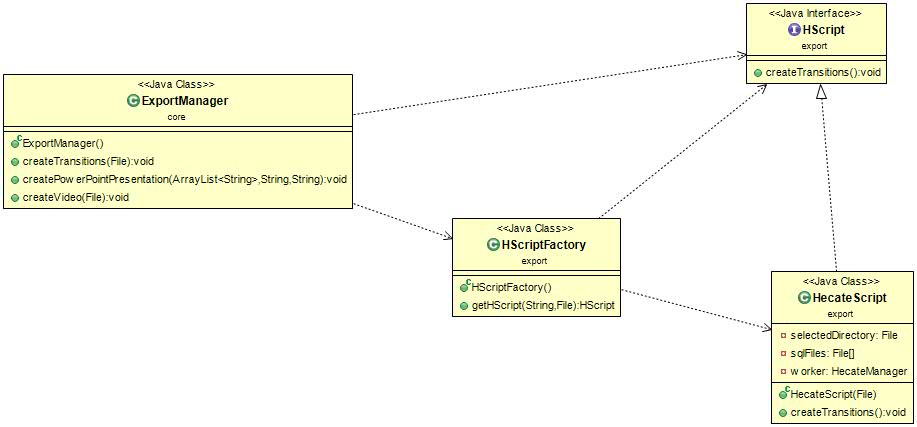 <<Java Interface>>
I HScript
export
createTransitions():void
<<Java Class>>
C ExportManager
core
C ExportManager()
createTransitions(File):void
createPowerPointPresentation(ArrayList<String>,String,String):void
createVideo(File):void
<<Java Class>>
C HScriptFactory
export
C HScriptFactory()
getHScript(String,File):HScript
<<Java Class>>
C HecateScript
export
selectedDirectory: File
sqlFiles: File[]
worker: HecateManager
C HecateScript(File)
createTransitions():void